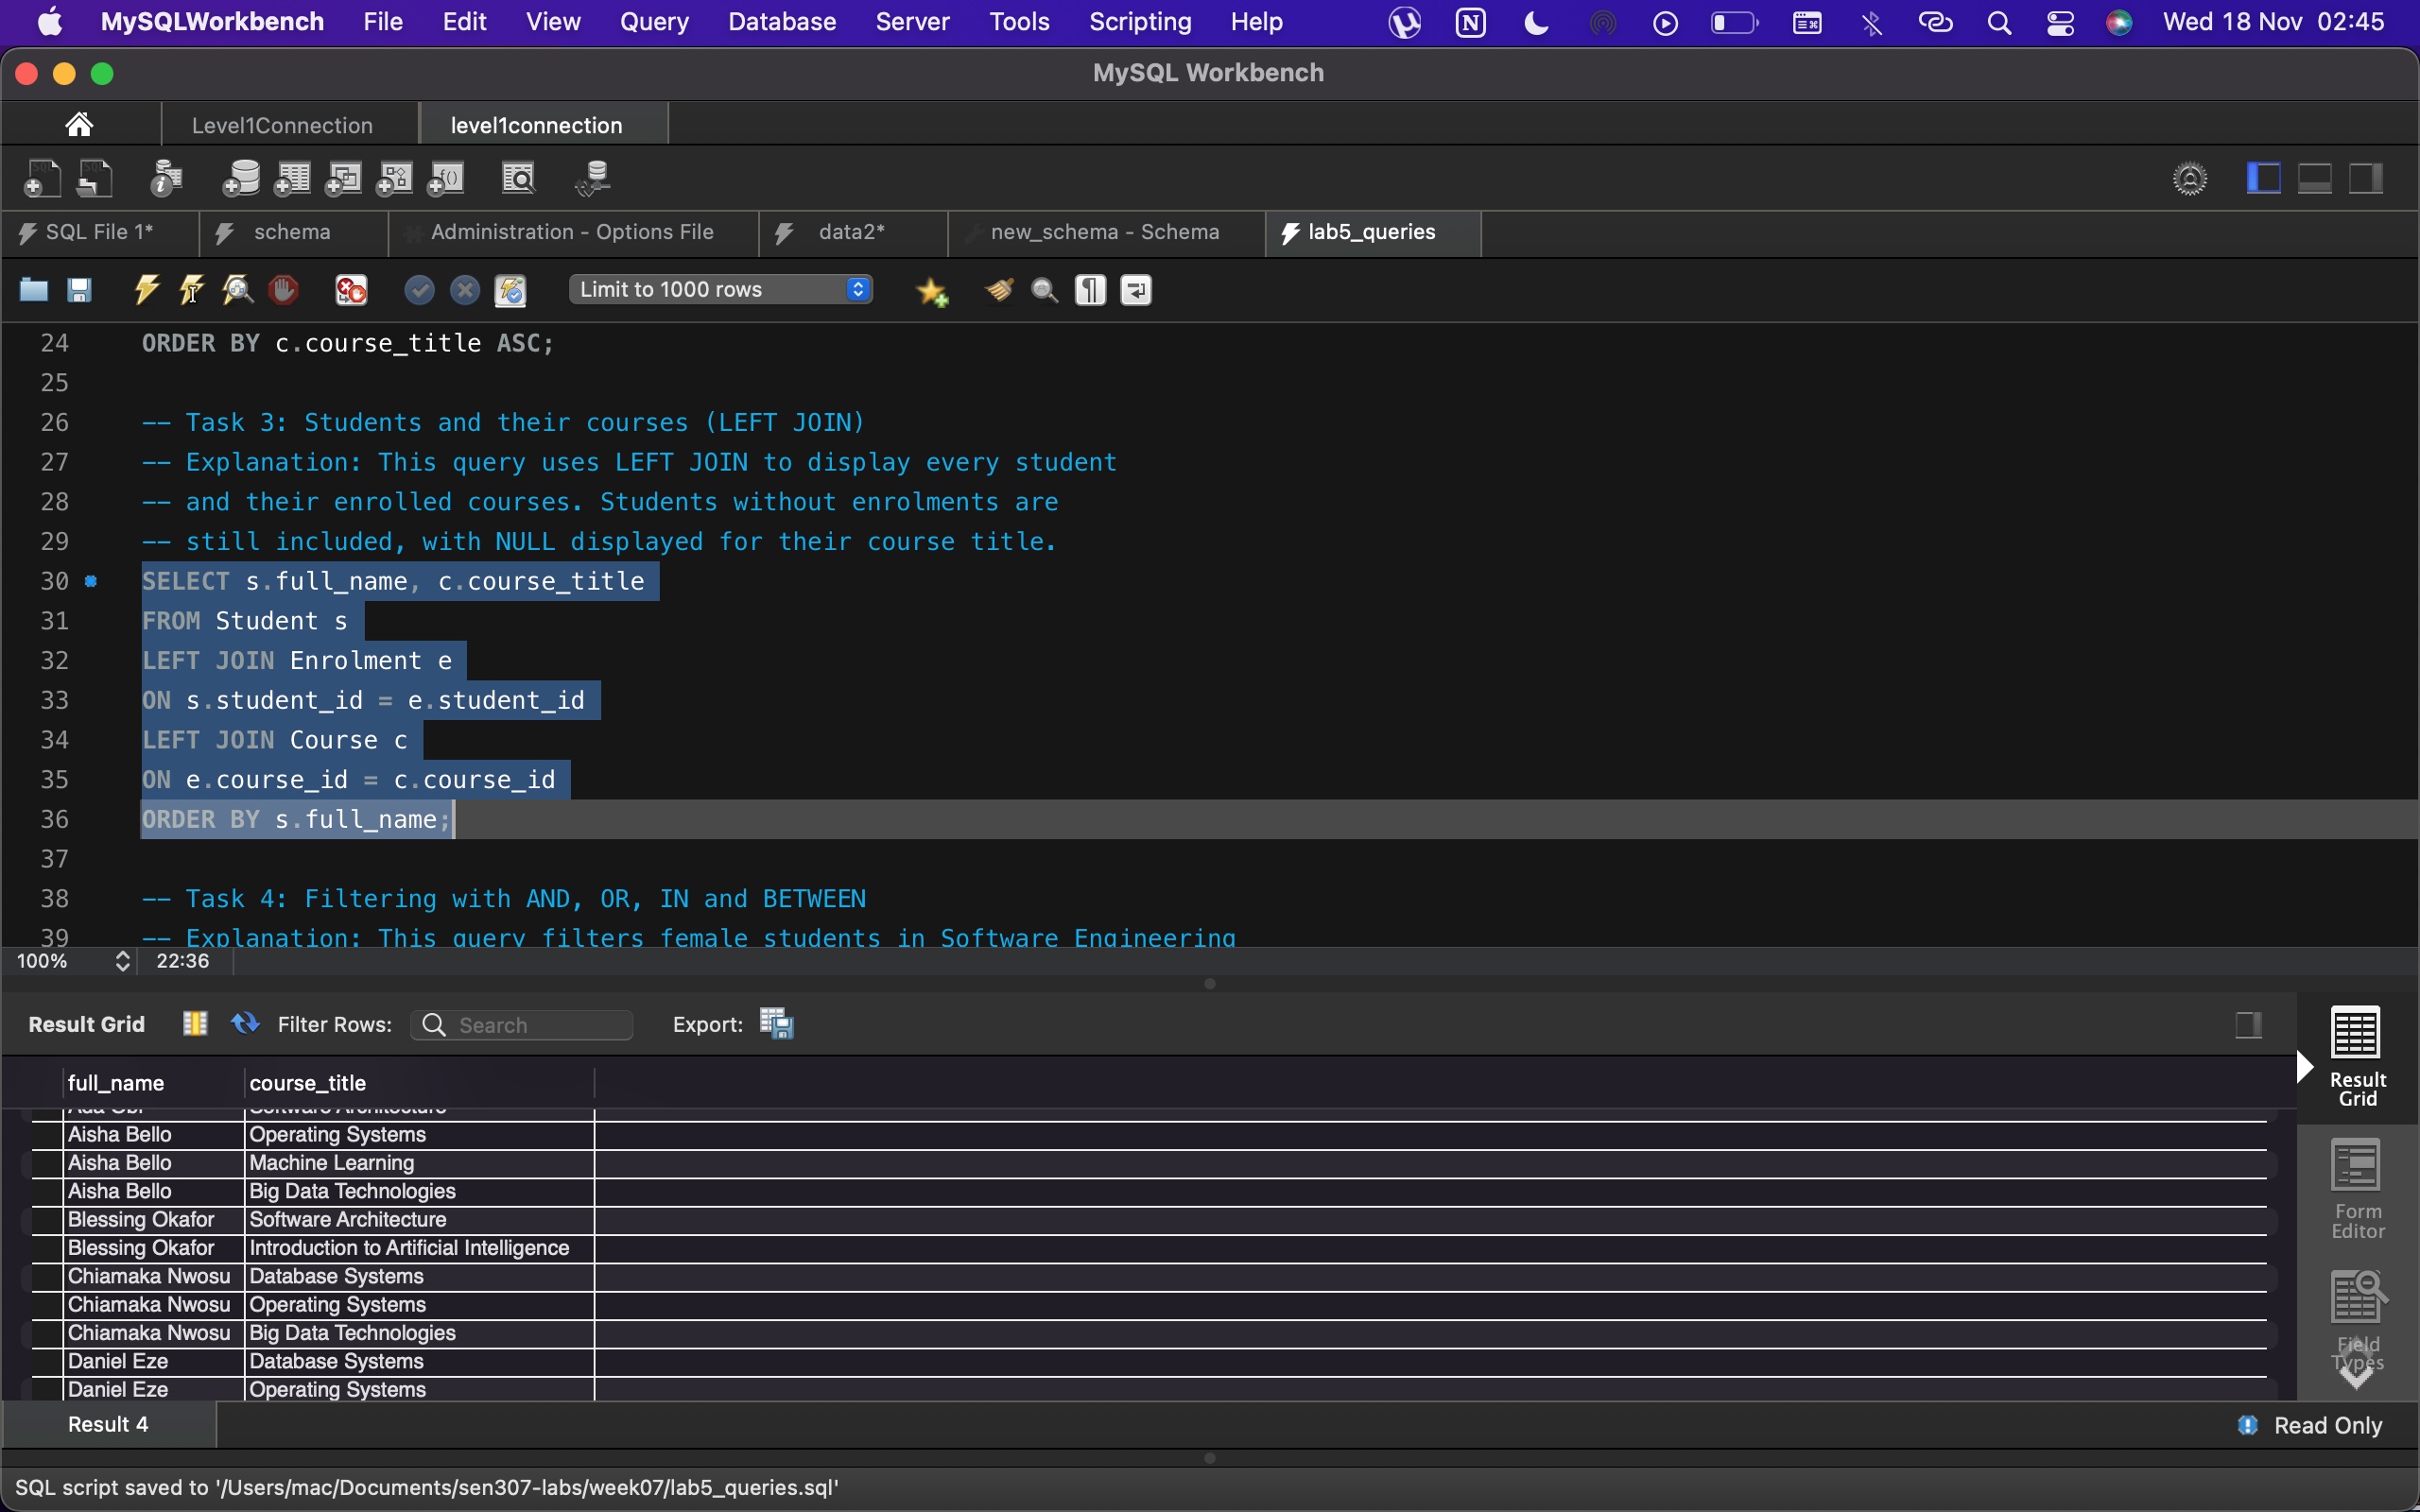 MySQLWorkbench File Edit View Query Database Server Tools Scripting Help Wed 18 Nov 02:45
MySQL Workbench
Level1Connection level1connection
SQL File 1* schema Administration - Options File data2* new_schema - Schema lab5_queries
Limit to 1000 rows
24 ORDER BY c.course_title ASC;
25
26 -- Task 3: Students and their courses (LEFT JOIN)
27 -- Explanation: This query uses LEFT JOIN to display every student
28 -- and their enrolled courses. Students without enrolments are
29 -- still included, with NULL displayed for their course title.
30 SELECT s.full_name, c.course_title
31 FROM Student s
32 LEFT JOIN Enrolment e
33 ON s.student_id = e.student_id
34 LEFT JOIN Course c
35 ON e.course_id = c.course_id
36 ORDER BY s.full_name;
37
38 -- Task 4: Filtering with AND, OR, IN and BETWEEN
39 -- Explanation: This query filters female students in Software Engineering
100% 22:36
Result Grid Filter Rows: Search Export:
full_name course_title
Software Architecture
Aisha Bello Operating Systems
Aisha Bello Machine Learning
Aisha Bello Big Data Technologies
Blessing Okafor Software Architecture
Blessing Okafor Introduction to Artificial Intelligence
Chiamaka Nwosu Database Systems
Chiamaka Nwosu Operating Systems
Chiamaka Nwosu Big Data Technologies
Daniel Eze Database Systems
Daniel Eze Operating Systems
Result
Grid
Form
Editor
Field
Types
Result 4 Read Only
SQL script saved to '/Users/mac/Documents/sen307-labs/week07/lab5_queries.sql'